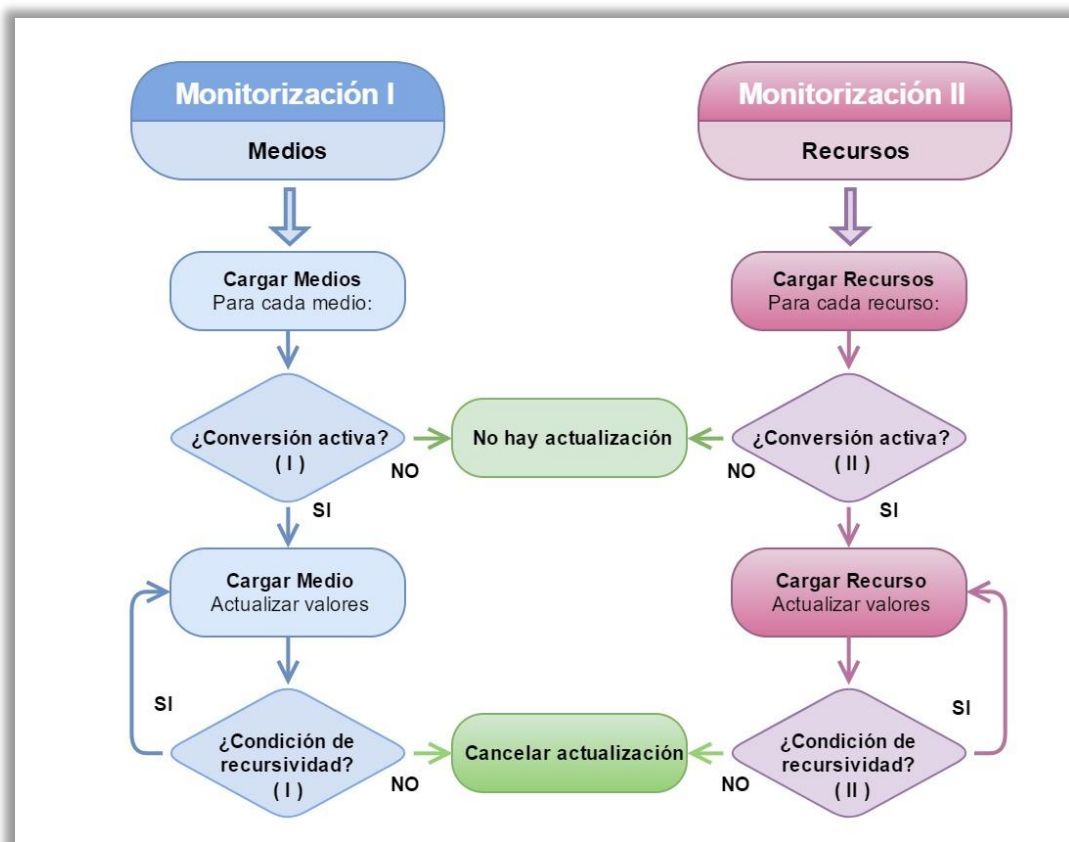 Monitorización I
Medios
Monitorización II
Recursos
Cargar Medios
Para cada medio:
Cargar Recursos
Para cada recurso:
¿Conversión activa?
( I )
NO
SI
No hay actualización
¿Conversión activa?
( II )
NO
SI
Cargar Medio
Actualizar valores
Cargar Recurso
Actualizar valores
SI
¿Condición de
recursividad?
( I )
NO
Cancelar actualización
¿Condición de
recursividad?
( II )
NO
SI